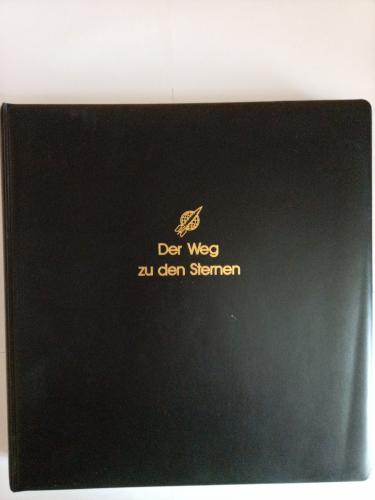 Der Weg
zu den Sternen